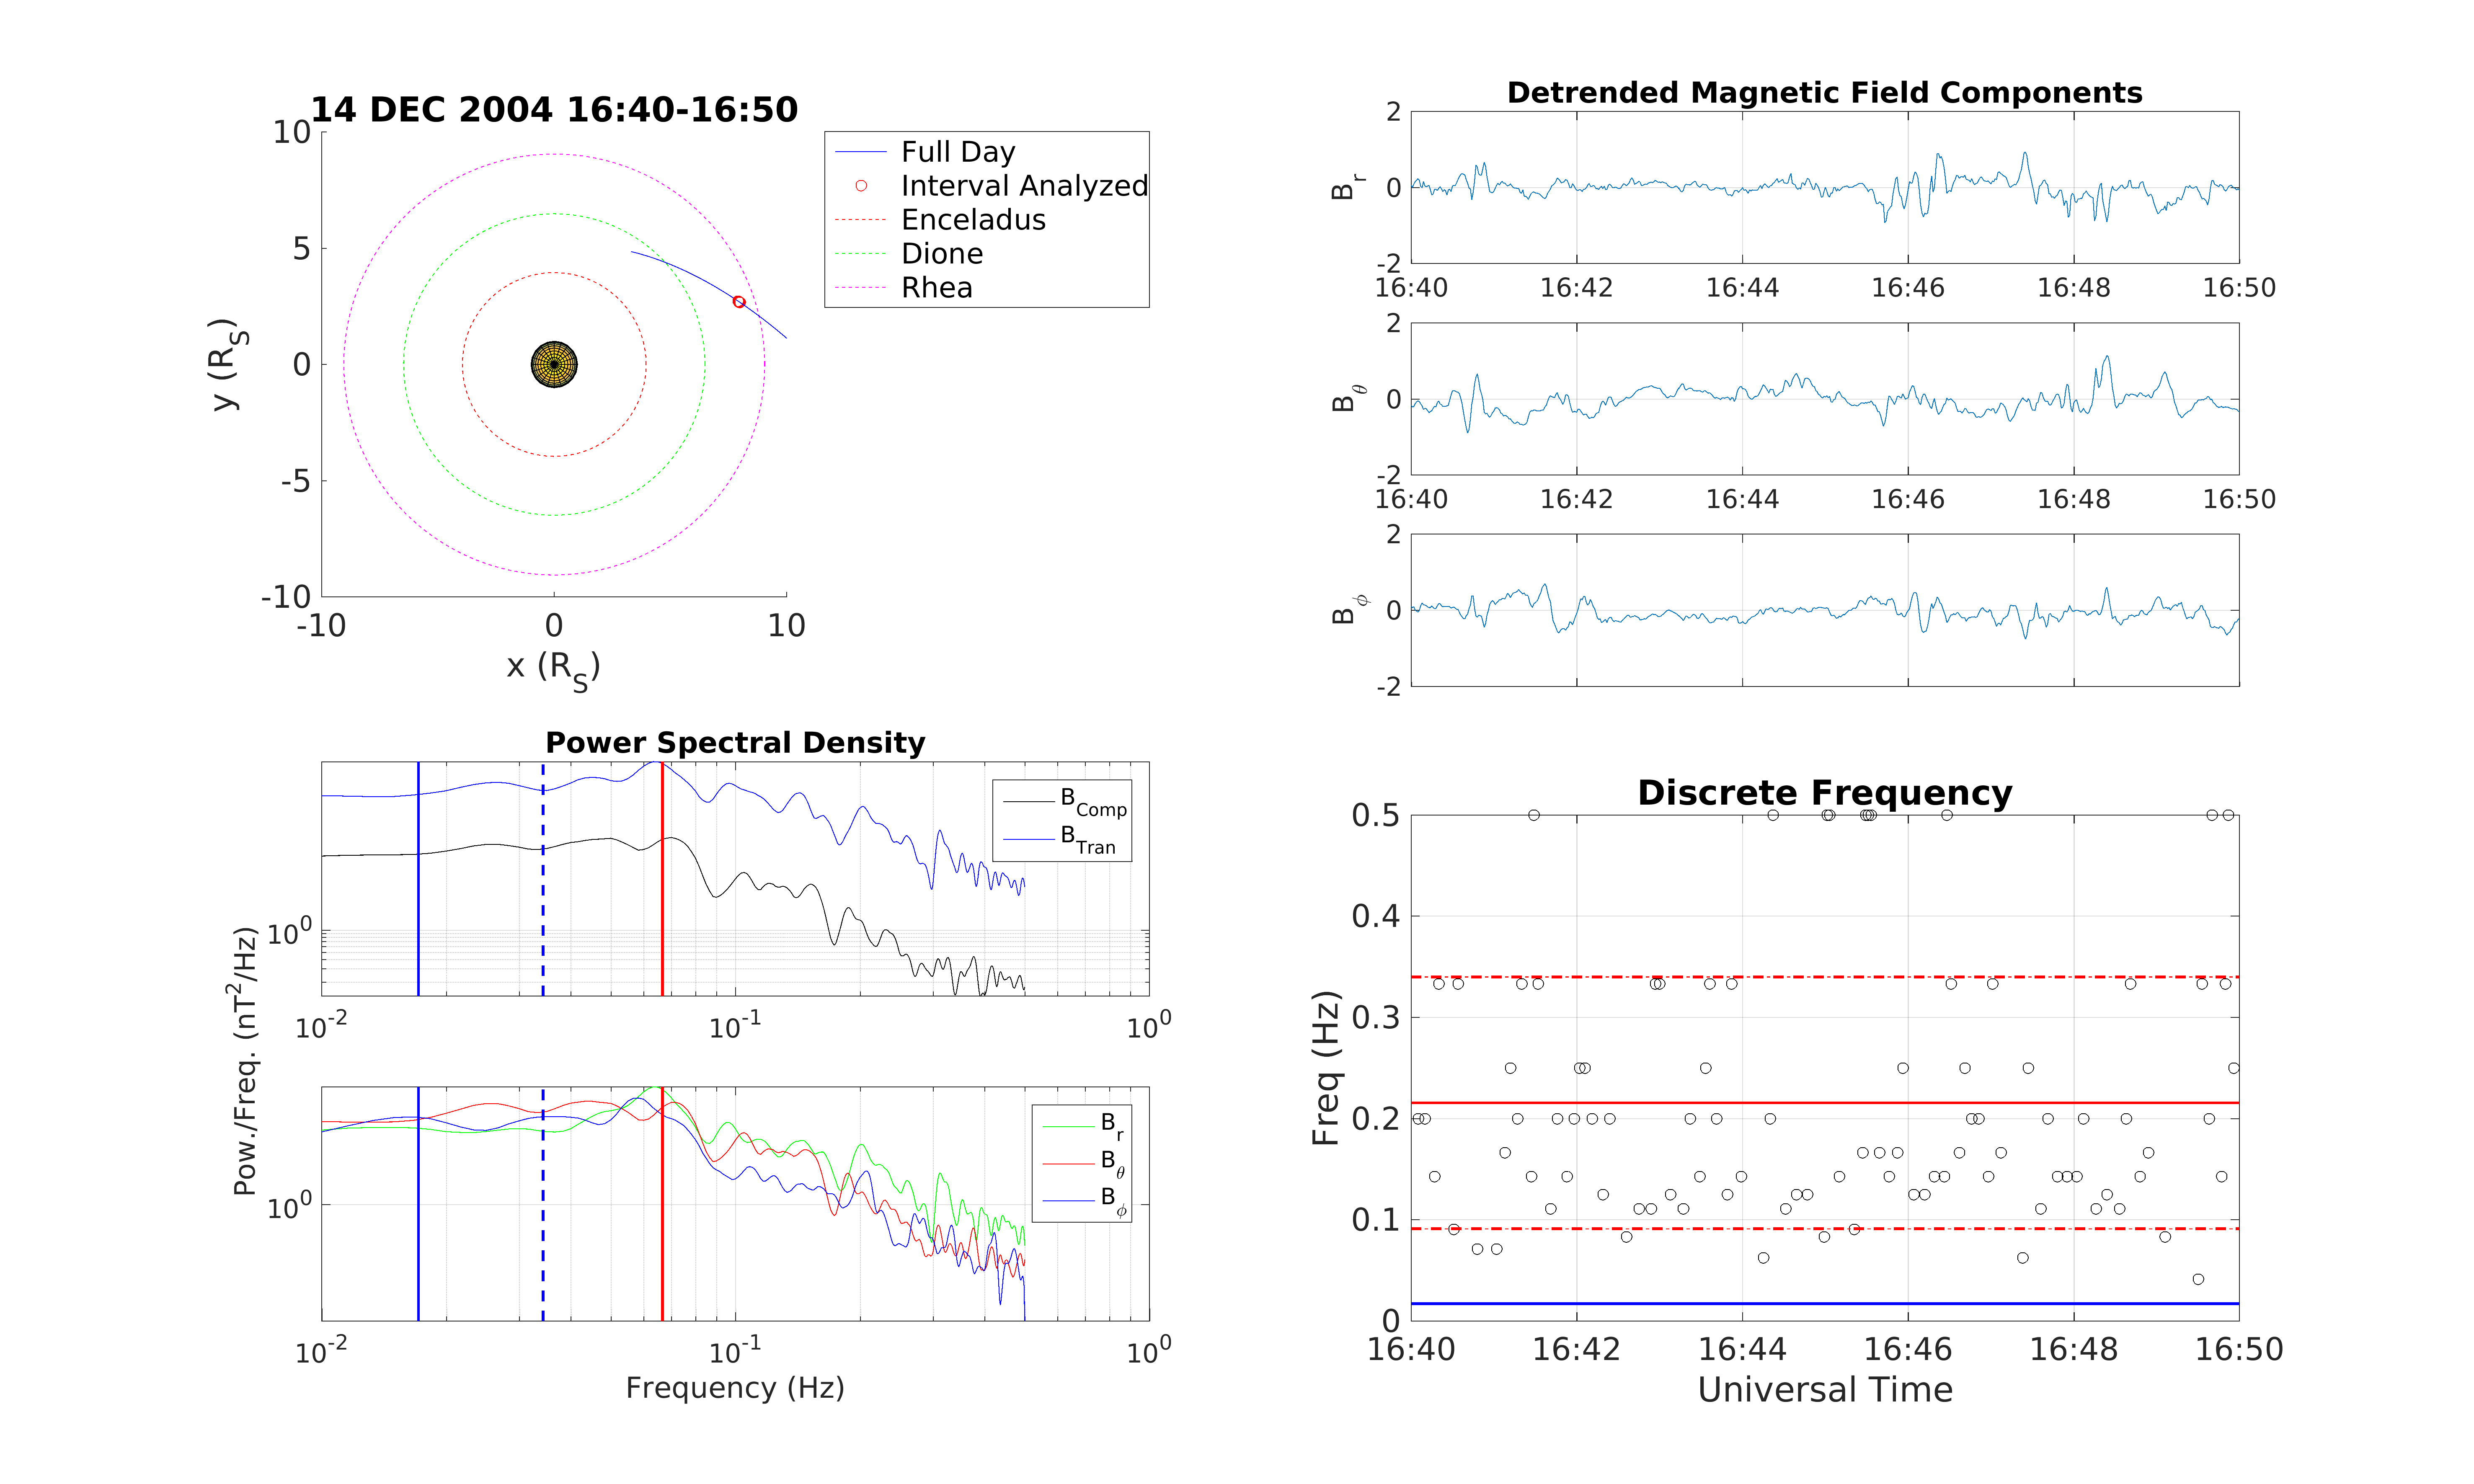 14 DEC 2004 16:40-16:50
10
5
0
-5
-10
-10 0 10
y (R_S)
x (R_S)
Full Day
Interval Analyzed
Enceladus
Dione
Rhea
Detrended Magnetic Field Components
2
0
-2
B_r
16:40 16:42 16:44 16:46 16:48 16:50
2
0
-2
B_θ
16:40 16:42 16:44 16:46 16:48 16:50
2
0
-2
B_ϕ
Power Spectral Density
10^0
B_Comp
B_Tran
10^-2 10^-1 10^0
Pow./Freq. (nT^2/Hz)
10^0
B_r
B_θ
B_ϕ
10^-2 10^-1 10^0
Frequency (Hz)
Discrete Frequency
0.5
0.4
0.3
0.2
0.1
0
Freq (Hz)
16:40 16:42 16:44 16:46 16:48 16:50
Universal Time